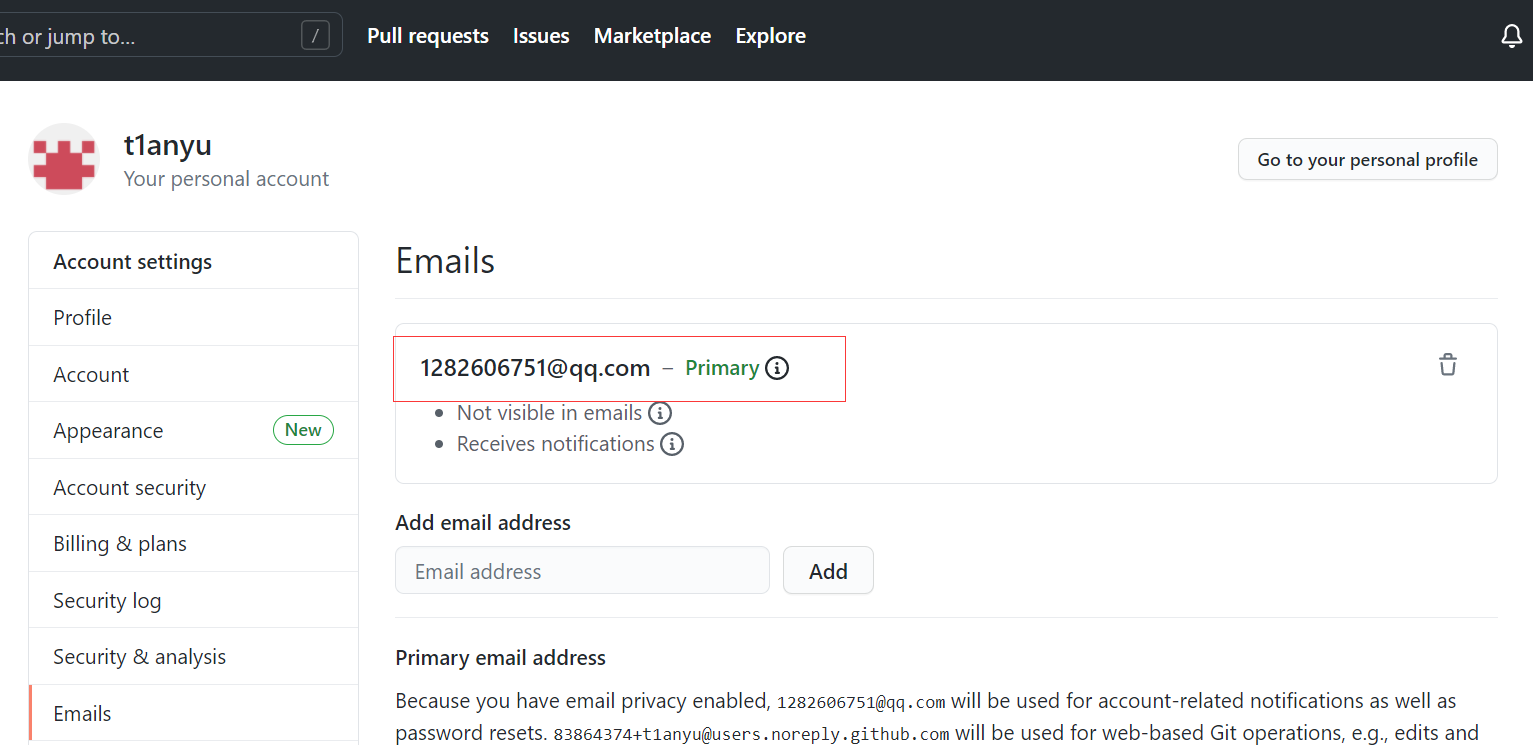 ch or jump to... /
Pull requests Issues Marketplace Explore
t1anyu
Your personal account
Go to your personal profile
Account settings
Profile
Account
Appearance New
Account security
Billing & plans
Security log
Security & analysis
Emails
Emails
1282606751@qq.com – Primary
Not visible in emails
Receives notifications
Add email address
Email address Add
Primary email address
Because you have email privacy enabled, 1282606751@qq.com will be used for account-related notifications as well as
password resets. 83864374+t1anyu@users.noreply.github.com will be used for web-based Git operations, e.g., edits and